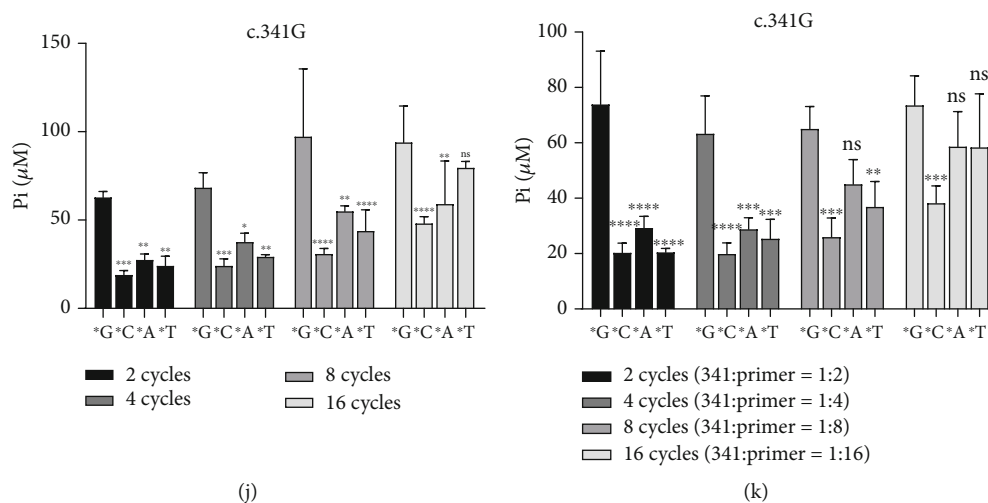 c.341G
150
100
50
0
Pi (µM)
*** ** **
*** * **
**** ** ****
**** ** ns
*G *C *A *T *G *C *A *T *G *C *A *T *G *C *A *T
2 cycles
4 cycles
8 cycles
16 cycles
(j)
c.341G
100
80
60
40
20
0
Pi (µM)
**** **** ****
**** *** ***
*** ns **
*** ns ns
*G *C *A *T *G *C *A *T *G *C *A *T *G *C *A *T
2 cycles (341:primer = 1:2)
4 cycles (341:primer = 1:4)
8 cycles (341:primer = 1:8)
16 cycles (341:primer = 1:16)
(k)